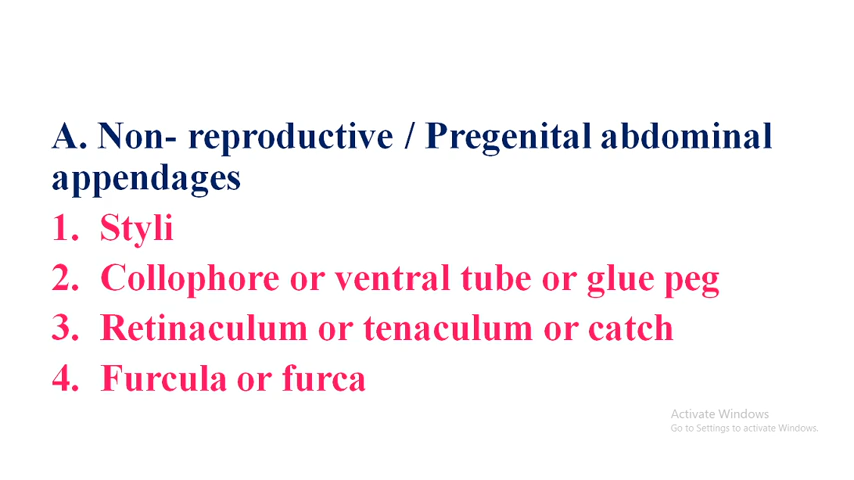 A. Non- reproductive / Pregenital abdominal
appendages
1. Styli
2. Collophore or ventral tube or glue peg
3. Retinaculum or tenaculum or catch
4. Furcula or furca
Activate Windows
Go to Settings to activate Windows.